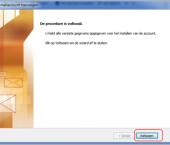 De procedure is voltooid.
U hebt alle vereiste gegevens opgegeven voor het instellen van de account.
Klik op Voltooien om de wizard af te sluiten.
Voltooien